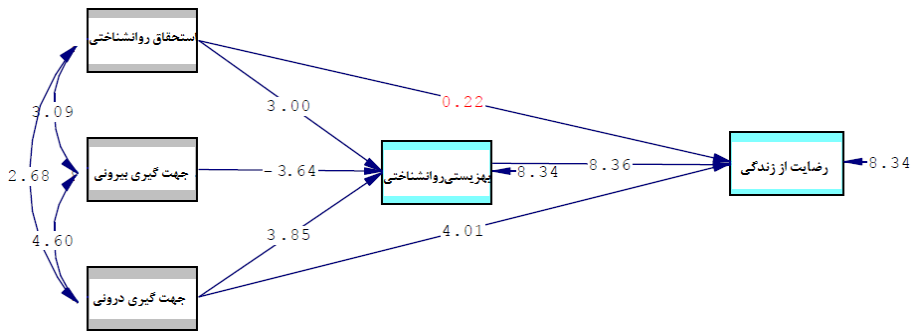 استحقاق روانشناختی
3.09
3.00
0.22
2.68
جهت گیری بیرونی
-3.64
بهزیستی روانشناختی
8.34
8.36
رضایت از زندگی
8.34
4.60
3.85
4.01
جهت گیری درونی